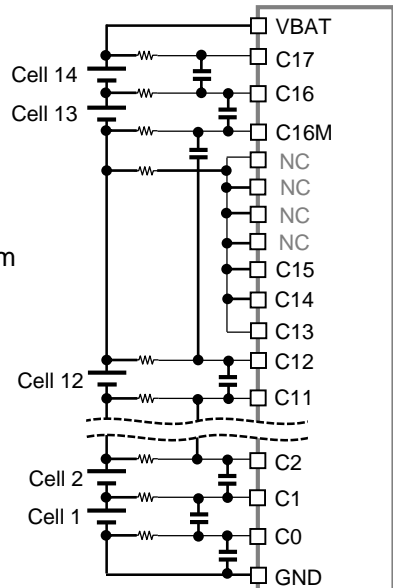 VBAT
C17
Cell 14
C16
Cell 13
C16M
NC
NC
NC
NC
m
C15
C14
C13
C12
Cell 12
C11
C2
Cell 2
C1
Cell 1
C0
GND